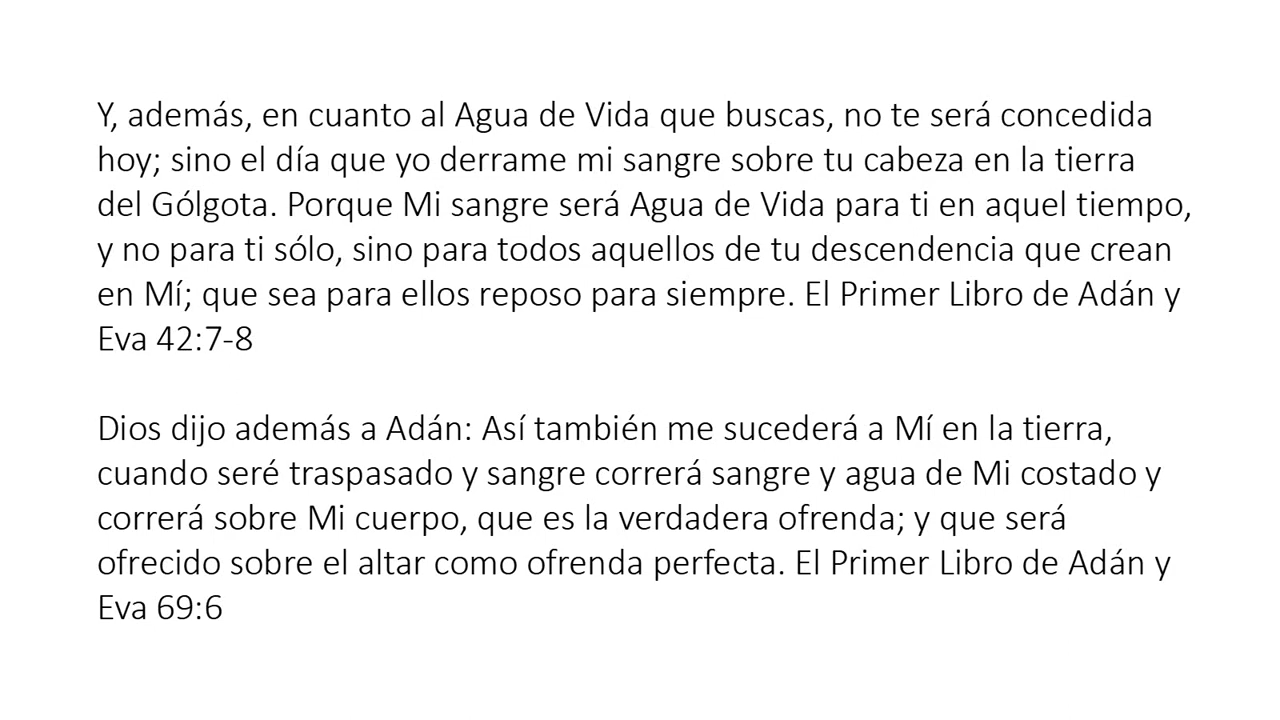 Y, además, en cuanto al Agua de Vida que buscas, no te será concedida
hoy; sino el día que yo derrame mi sangre sobre tu cabeza en la tierra
del Gólgota. Porque Mi sangre será Agua de Vida para ti en aquel tiempo,
y no para ti sólo, sino para todos aquellos de tu descendencia que crean
en Mí; que sea para ellos reposo para siempre. El Primer Libro de Adán y
Eva 42:7-8
Dios dijo además a Adán: Así también me sucederá a Mí en la tierra,
cuando seré traspasado y sangre correrá sangre y agua de Mi costado y
correrá sobre Mi cuerpo, que es la verdadera ofrenda; y que será
ofrecido sobre el altar como ofrenda perfecta. El Primer Libro de Adán y
Eva 69:6